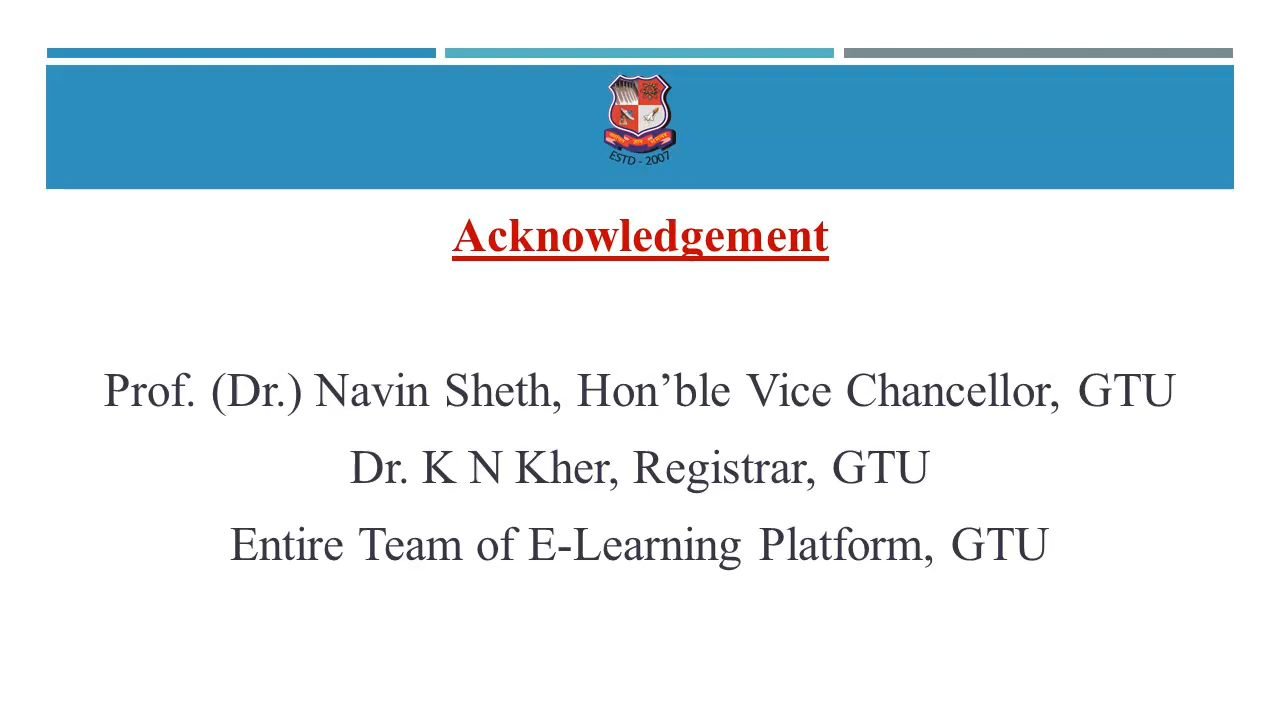 ESTD - 2007
Acknowledgement
Prof. (Dr.) Navin Sheth, Hon’ble Vice Chancellor, GTU
Dr. K N Kher, Registrar, GTU
Entire Team of E-Learning Platform, GTU